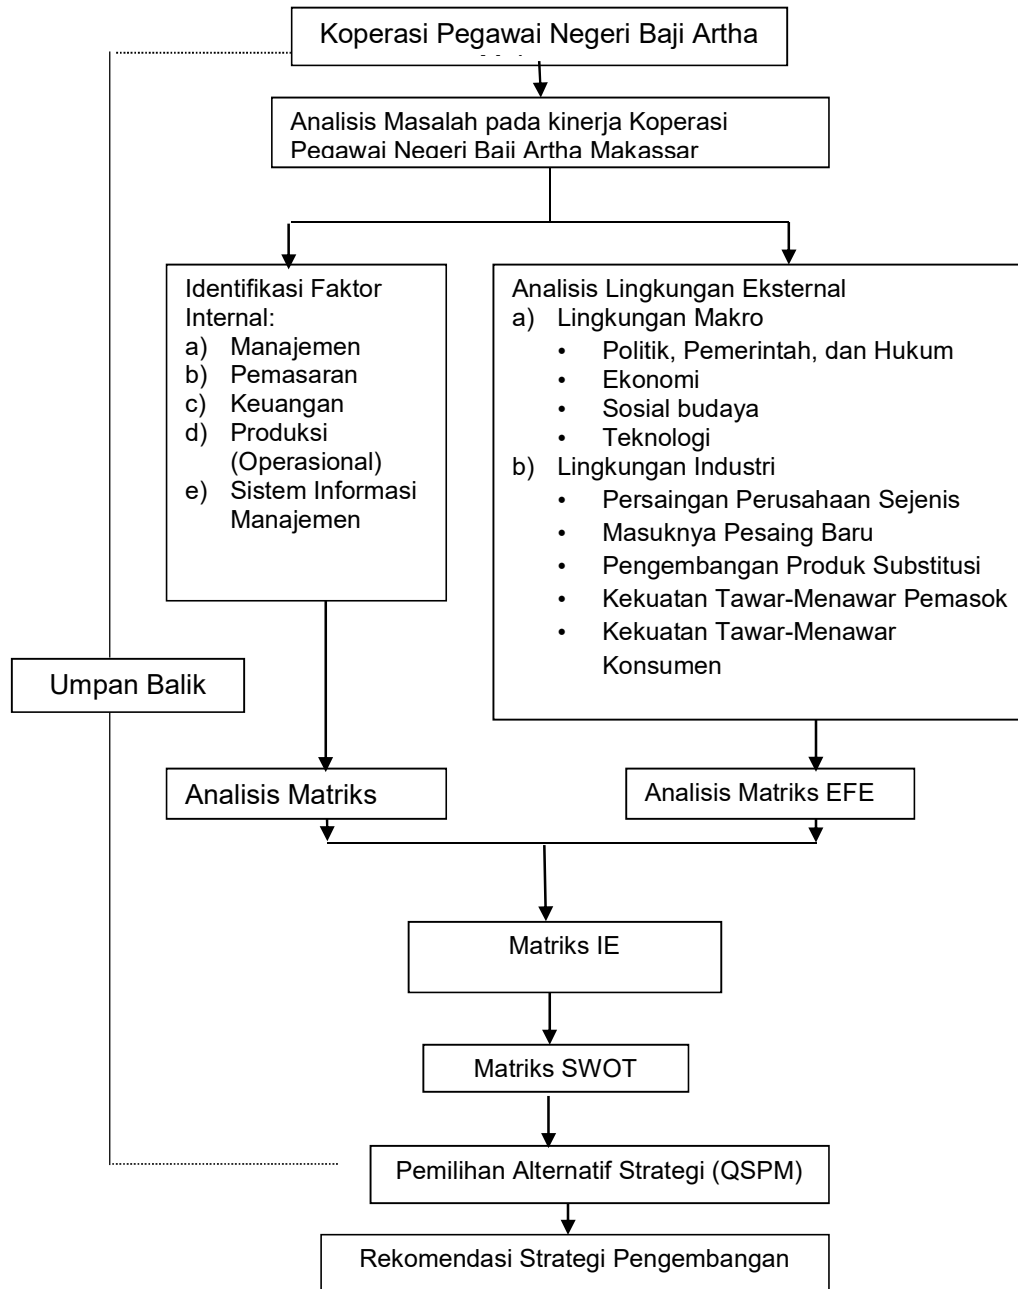 Koperasi Pegawai Negeri Baji Artha
Analisis Masalah pada kinerja Koperasi
Pegawai Negeri Baji Artha Makassar
Identifikasi Faktor
Internal:
a) Manajemen
b) Pemasaran
c) Keuangan
d) Produksi
(Operasional)
e) Sistem Informasi
Manajemen
Analisis Lingkungan Eksternal
a) Lingkungan Makro
• Politik, Pemerintah, dan Hukum
• Ekonomi
• Sosial budaya
• Teknologi
b) Lingkungan Industri
• Persaingan Perusahaan Sejenis
• Masuknya Pesaing Baru
• Pengembangan Produk Substitusi
• Kekuatan Tawar-Menawar Pemasok
• Kekuatan Tawar-Menawar
Konsumen
Umpan Balik
Analisis Matriks
Analisis Matriks EFE
Matriks IE
Matriks SWOT
Pemilihan Alternatif Strategi (QSPM)
Rekomendasi Strategi Pengembangan